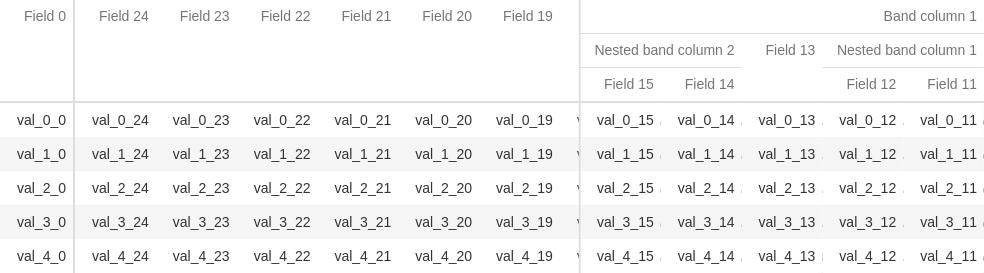 Field 0 Field 24 Field 23 Field 22 Field 21 Field 20 Field 19 Band column 1
Nested band column 2 Field 13 Nested band column 1
Field 15 Field 14 Field 12 Field 11
val_0_0 val_0_24 val_0_23 val_0_22 val_0_21 val_0_20 val_0_19 val_0_15 val_0_14 val_0_13 val_0_12 val_0_11
val_1_0 val_1_24 val_1_23 val_1_22 val_1_21 val_1_20 val_1_19 val_1_15 val_1_14 val_1_13 val_1_12 val_1_11
val_2_0 val_2_24 val_2_23 val_2_22 val_2_21 val_2_20 val_2_19 val_2_15 val_2_14 val_2_13 val_2_12 val_2_11
val_3_0 val_3_24 val_3_23 val_3_22 val_3_21 val_3_20 val_3_19 val_3_15 val_3_14 val_3_13 val_3_12 val_3_11
val_4_0 val_4_24 val_4_23 val_4_22 val_4_21 val_4_20 val_4_19 val_4_15 val_4_14 val_4_13 val_4_12 val_4_11